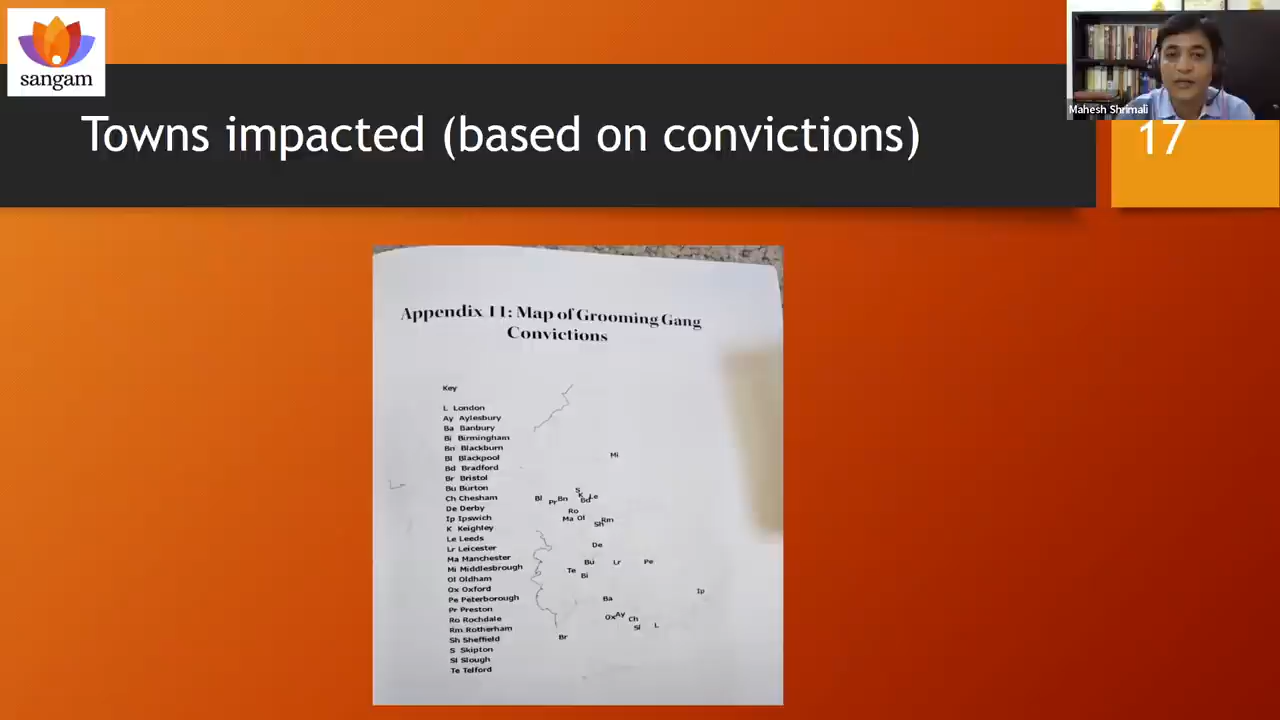 sangam
Mahesh Shrimali
Towns impacted (based on convictions)
17
Appendix 11: Map of Grooming Gang
Convictions
Key
L London
Ay Aylesbury
Ba Banbury
Bi Birmingham
Bn Blackburn
Bl Blackpool
Bd Bradford
Br Bristol
Bu Burton
Ch Chesham
De Derby
Ip Ipswich
K Keighley
Le Leeds
Lr Leicester
Ma Manchester
Mi Middlesbrough
Ol Oldham
Ox Oxford
Pe Peterborough
Pr Preston
Ro Rochdale
Rm Rotherham
Sh Sheffield
S Skipton
Sl Slough
Te Telford
Mi
S
K Le
Bl Pr Bn Bd
Ro
Ma Ol Rm
Sh
De
Bu Lr Pe
Te Bi
Ip
Ba
Ox Ay Ch
Sl L
Br